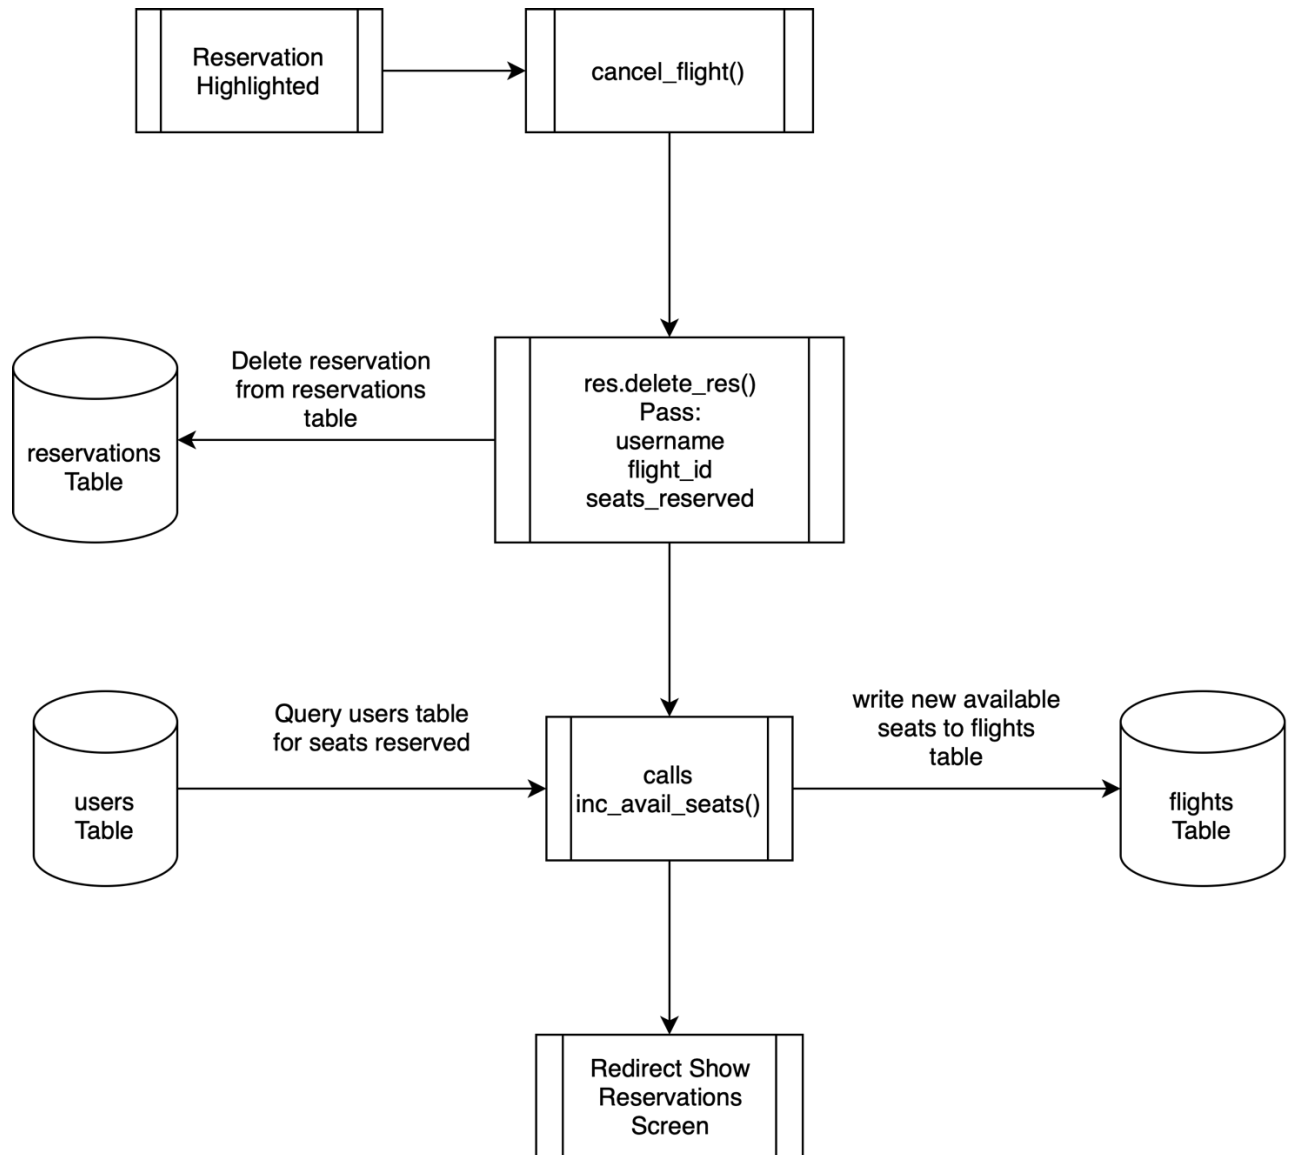 Reservation
Highlighted
cancel_flight()
Delete reservation
from reservations
table
res.delete_res()
Pass:
username
flight_id
seats_reserved
reservations
Table
Query users table
for seats reserved
write new available
seats to flights
table
calls
inc_avail_seats()
users
Table
flights
Table
Redirect Show
Reservations
Screen